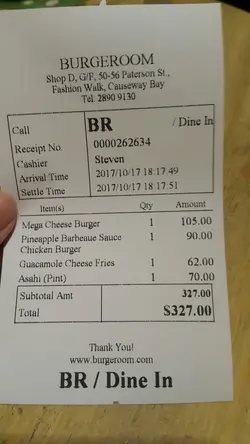 BURGEROOM
Shop D, G/F, 50-56 Paterson St.,
Fashion Walk, Causeway Bay
Tel: 2890 9130
Call BR / Dine In
Receipt No. 0000262634
Cashier Steven
Arrival Time 2017/10/17 18:17:49
Settle Time 2017/10/17 18:17:51
Item(s) Qty Amount
Mega Cheese Burger 1 105.00
Pineapple Barbeaue Sauce 1 90.00
Chicken Burger
Guacamole Cheese Fries 1 62.00
Asahi (Pint) 1 70.00
Subtotal Amt 327.00
Total $327.00
Thank You!
www.burgeroom.com
BR / Dine In